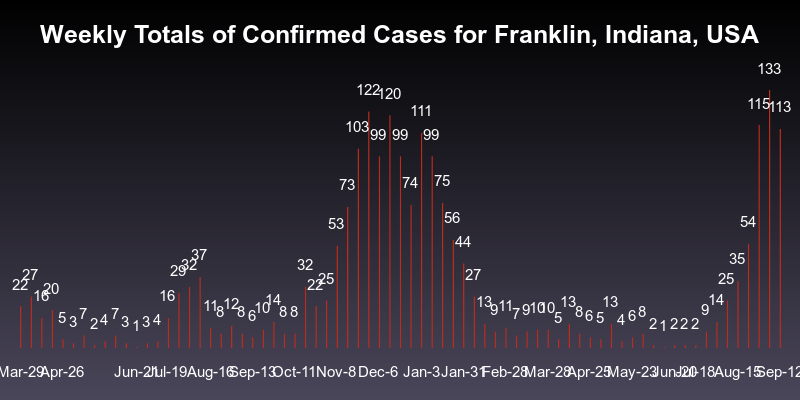 Weekly Totals of Confirmed Cases for Franklin, Indiana, USA
22 27 16 20 5 3 7 2 4 7 3 1 3 4 16 29 32 37 11 8 12 8 6 10 14 8 8 32 22 25 53 73 103 122 99 120 99 74 111 99 75 56 44 27 13 9 11 7 9 10 10 5 13 8 6 5 13 4 6 8 2 1 2 2 2 9 14 25 35 54 115 133 113
Mar-29 Apr-26 Jun-21 Jul-19 Aug-16 Sep-13 Oct-11 Nov-8 Dec-6 Jan-3 Jan-31 Feb-28 Mar-28 Apr-25 May-23 Jun-20 Jul-18 Aug-15 Sep-12